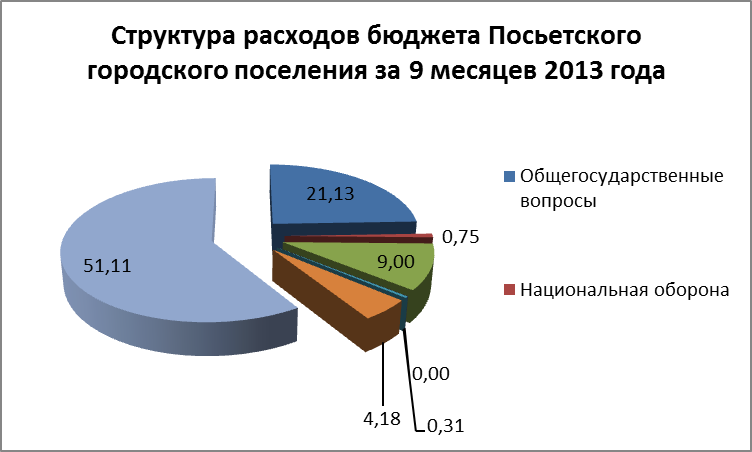 Структура расходов бюджета Посьетского
городского поселения за 9 месяцев 2013 года
21,13
0,75
9,00
51,11
0,00
4,18
0,31
Общегосударственные
вопросы
Национальная оборона